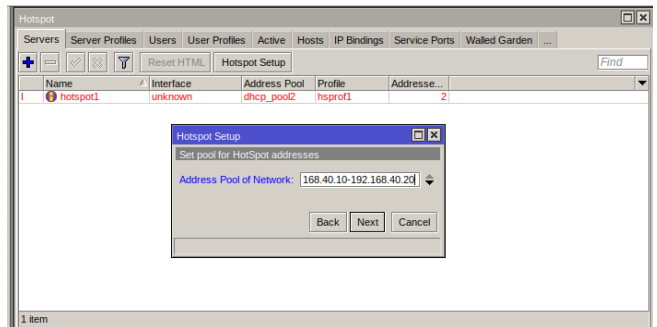 Hotspot
Servers Server Profiles Users User Profiles Active Hosts IP Bindings Service Ports Walled Garden ...
Reset HTML Hotspot Setup Find
Name Interface Address Pool Profile Addresse...
I hotspot1 unknown dhcp_pool2 hsprof1 2
Hotspot Setup
Set pool for HotSpot addresses
Address Pool of Network: 168.40.10-192.168.40.20
Back Next Cancel
1 item